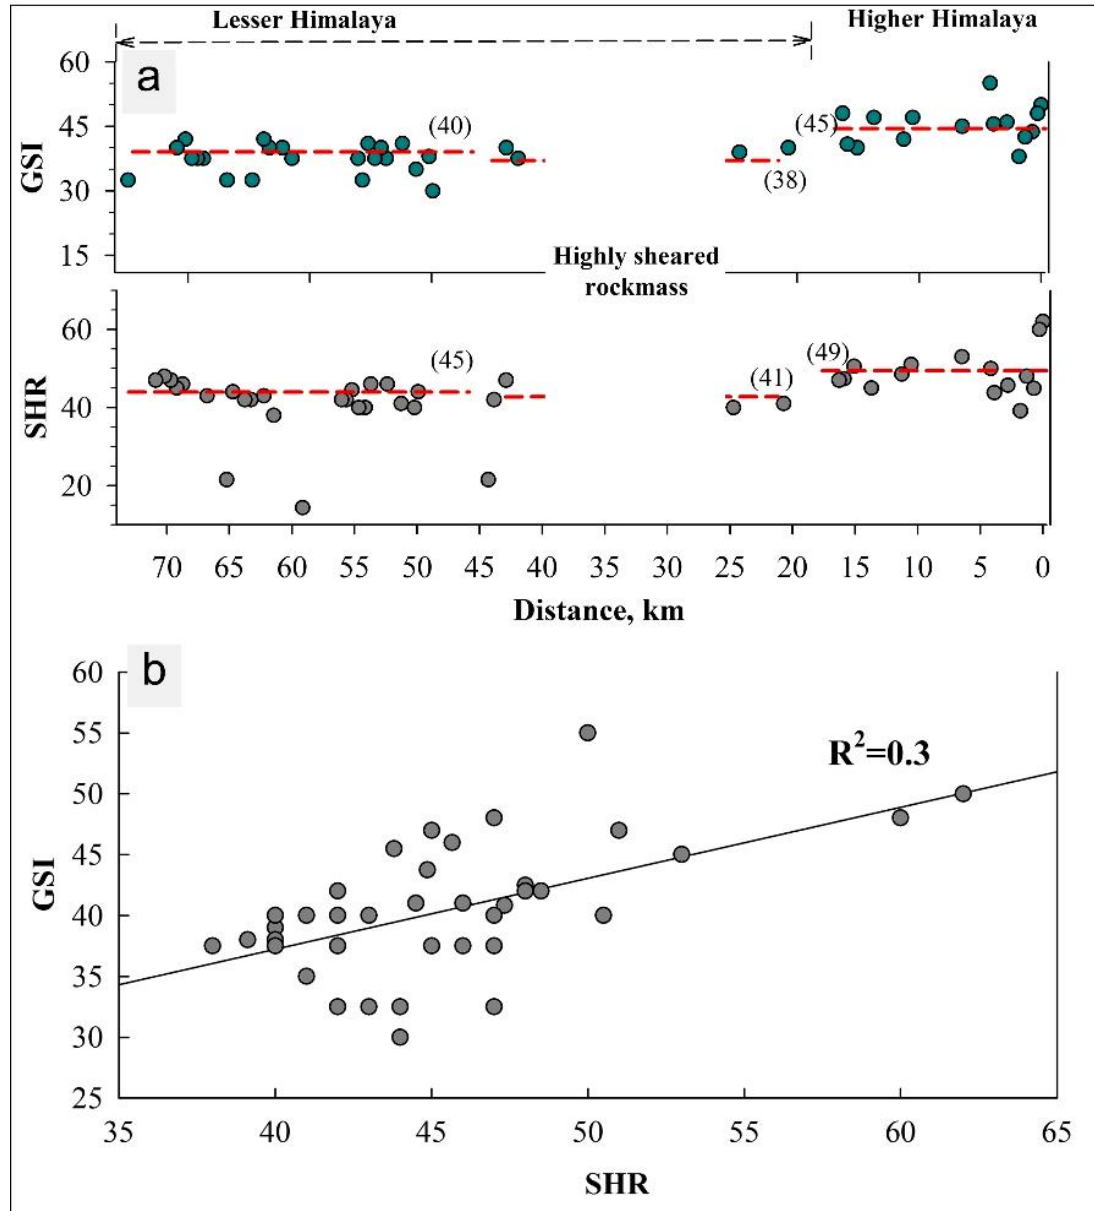 Lesser Himalaya
Higher Himalaya
a
60
45
30
15
GSI
(40)
(45)
(38)
Highly sheared
rockmass
60
40
20
SHR
(45)
(41)
(49)
70 65 60 55 50 45 40 35 30 25 20 15 10 5 0
Distance, km
b
60
55
50
45
40
35
30
25
GSI
R²=0.3
35 40 45 50 55 60 65
SHR